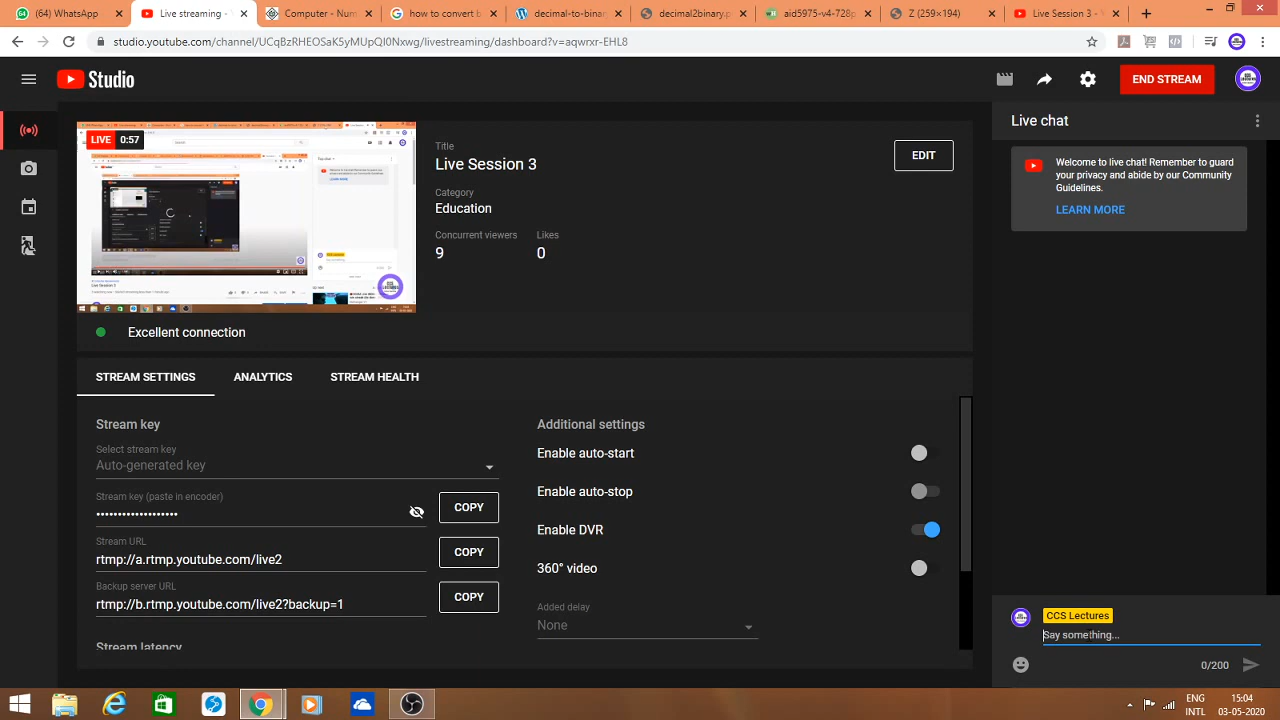 (64) WhatsApp
Live streaming -
Computer - Num
how to convert b
decimal-to-binar
decimal2binary.p
aid5975-v4-728p
Z (259×194)
Live Session 3 -
studio.youtube.com/channel/UCqBzRHEOSaK5yMUpQI0Nxwg/livestreaming/dashboard?v=aqwrxr-EHL8
Studio
END STREAM
LIVE 0:57
Title
Live Session
EDIT
Category
Education
Concurrent viewers
Likes
9
0
Excellent connection
Live chat
Welcome to live chat! Remember to guard
your privacy and abide by our Community
Guidelines.
LEARN MORE
STREAM SETTINGS
ANALYTICS
STREAM HEALTH
Stream key
Select stream key
Auto-generated key
Stream key (paste in encoder)
•••••••••••••••••••
COPY
Stream URL
rtmp://a.rtmp.youtube.com/live2
COPY
Backup server URL
rtmp://b.rtmp.youtube.com/live2?backup=1
COPY
Stream latency
Additional settings
Enable auto-start
Enable auto-stop
Enable DVR
360° video
Added delay
None
CCS Lectures
Say something...
0/200
ENG
INTL
15:04
03-05-2020